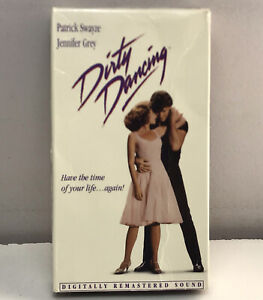 Patrick Swayze
Jennifer Grey
Dirty
Dancing
Have the time
of your life...again!
DIGITALLY REMASTERED SOUND